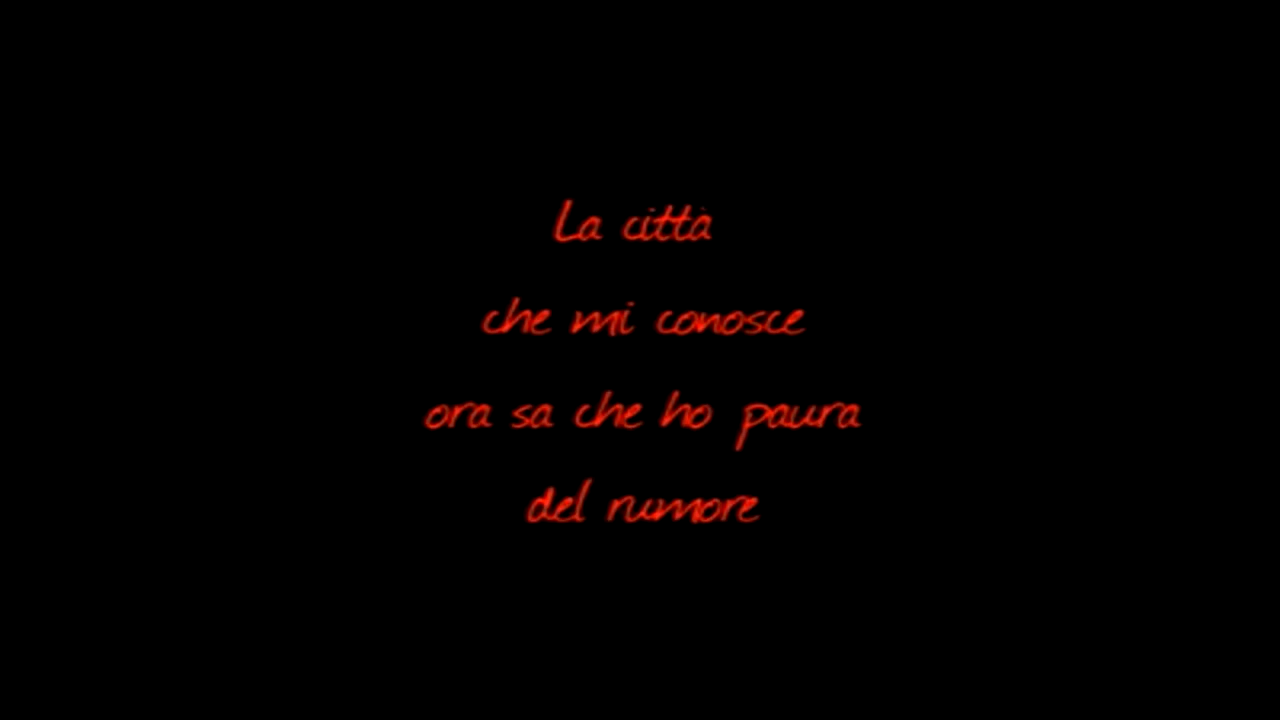 La città
che mi conosce
ora sa che ho paura
del rumore